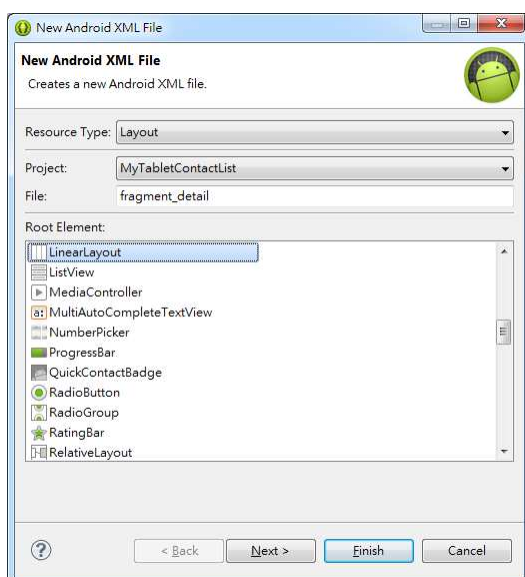 New Android XML File
New Android XML File
Creates a new Android XML file.
Resource Type: Layout
Project: MyTabletContactList
File: fragment_detail
Root Element:
LinearLayout
ListView
MediaController
a: MultiAutoCompleteTextView
NumberPicker
ProgressBar
QuickContactBadge
RadioButton
RadioGroup
RatingBar
RelativeLayout
? < Back Next > Finish Cancel